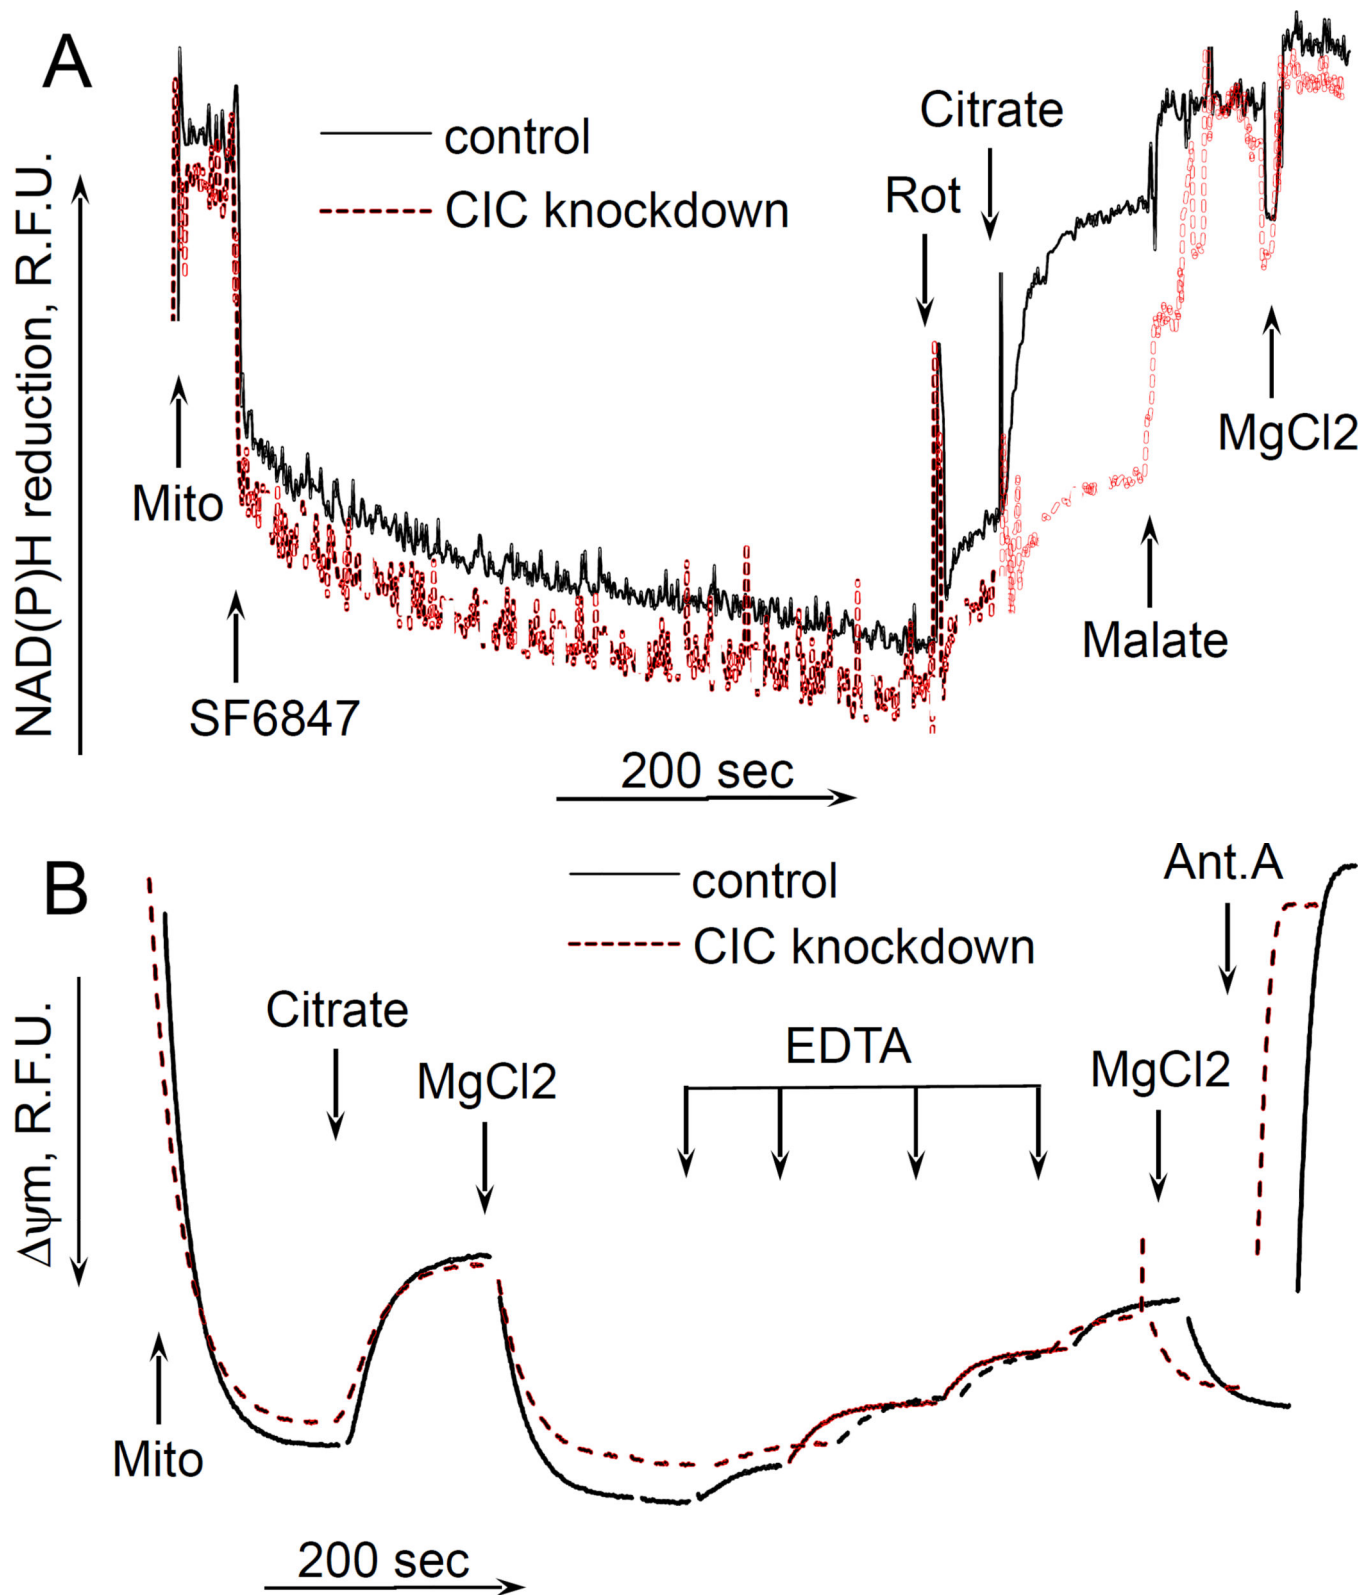 A
NAD(P)H reduction, R.F.U.
control
CIC knockdown
Citrate
Rot
Mito
SF6847
MgCl2
Malate
200 sec
B
Δψm, R.F.U.
control
CIC knockdown
Ant.A
Citrate
MgCl2
EDTA
MgCl2
Mito
200 sec